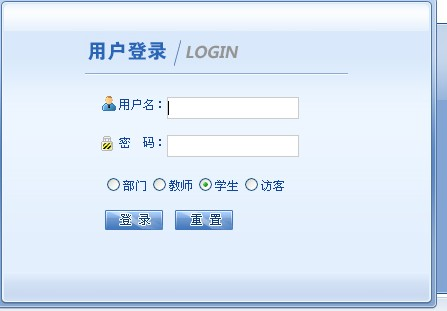 用户登录 / LOGIN
用户名：
密 码：
部门 教师 学生 访客
登 录 重 置